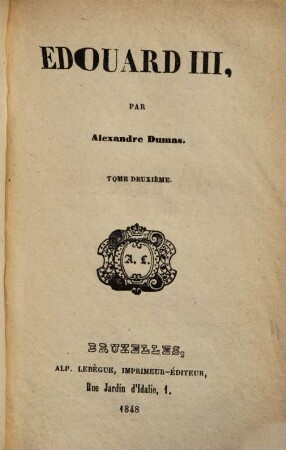 EDOUARD III,
PAR
Alexandre Dumas.
TOME DEUXIÈME.
A. L.
BRUXELLES,
ALP. LEBÈGUE, IMPRIMEUR-ÉDITEUR,
Rue Jardin d'Idalie, 1.
1848